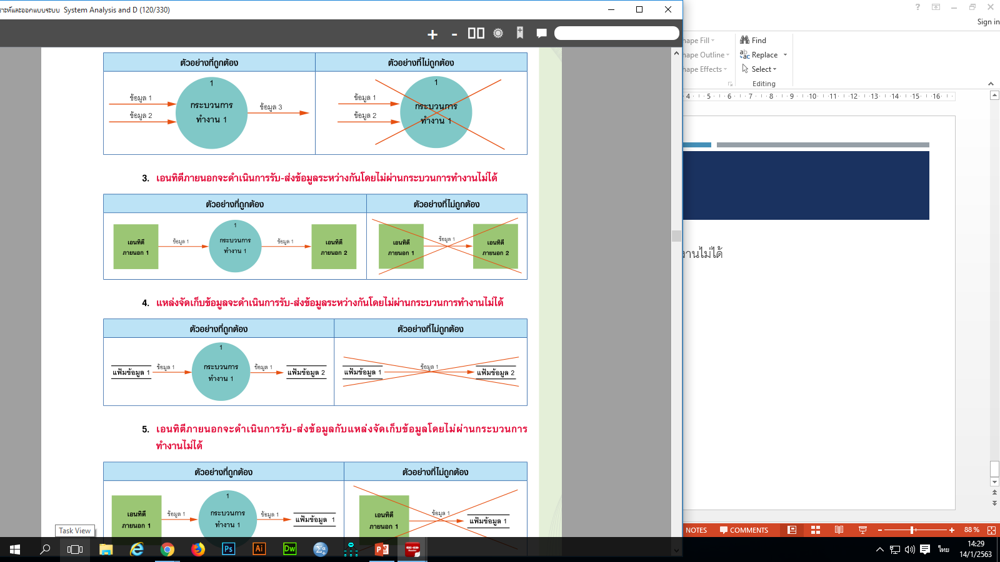 ราะห์และออกแบบระบบ System Analysis and D (120/330)
Sign in
hape Fill
Find
hape Outline
Replace
hape Effects
Select
Editing
4 5 6 7 8 9 10 11 12 13 14 15 16
ตัวอย่างที่ถูกต้อง ตัวอย่างที่ไม่ถูกต้อง
1
กระบวนการ
ทำงาน 1
ข้อมูล 1
ข้อมูล 2
ข้อมูล 3
1
กระบวนการ
ทำงาน 1
ข้อมูล 1
ข้อมูล 2
3. เอนทิตีภายนอกจะดำเนินการรับ-ส่งข้อมูลระหว่างกันโดยไม่ผ่านกระบวนการทำงานไม่ได้
ตัวอย่างที่ถูกต้อง ตัวอย่างที่ไม่ถูกต้อง
เอนทิตี
ภายนอก 1
ข้อมูล 1
1
กระบวนการ
ทำงาน 1
ข้อมูล 1
เอนทิตี
ภายนอก 2
เอนทิตี
ภายนอก 1
ข้อมูล 1
เอนทิตี
ภายนอก 2
4. แหล่งจัดเก็บข้อมูลจะดำเนินการรับ-ส่งข้อมูลระหว่างกันโดยไม่ผ่านกระบวนการทำงานไม่ได้
ตัวอย่างที่ถูกต้อง ตัวอย่างที่ไม่ถูกต้อง
แฟ้มข้อมูล 1
ข้อมูล 1
1
กระบวนการ
ทำงาน 1
ข้อมูล 1
แฟ้มข้อมูล 2
แฟ้มข้อมูล 1
ข้อมูล 1
แฟ้มข้อมูล 2
5. เอนทิตีภายนอกจะดำเนินการรับ-ส่งข้อมูลกับแหล่งจัดเก็บข้อมูลโดยไม่ผ่านกระบวนการ
ทำงานไม่ได้
ตัวอย่างที่ถูกต้อง ตัวอย่างที่ไม่ถูกต้อง
เอนทิตี
ภายนอก 1
ข้อมูล 1
1
กระบวนการ
ทำงาน 1
ข้อมูล 1
แฟ้มข้อมูล 1
เอนทิตี
ภายนอก 1
ข้อมูล 1
แฟ้มข้อมูล 1
งานไม่ได้
Task View
NOTES COMMENTS 88 %
Ps Ai Dw
ไทย
14:29
14/1/2563